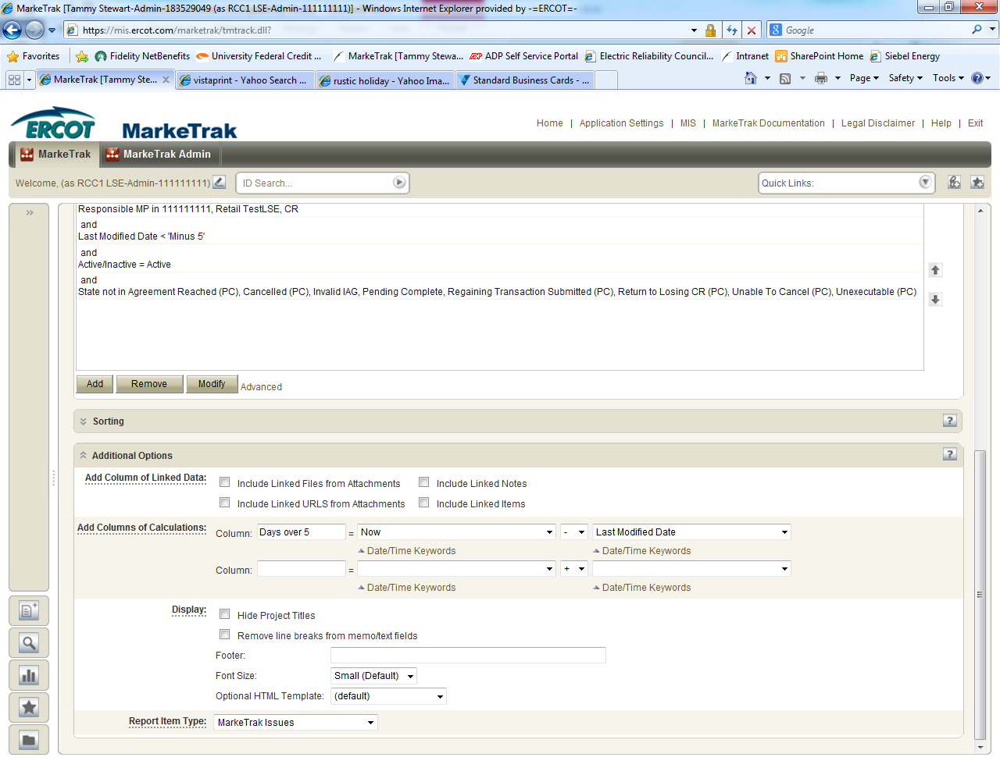 MarkeTrak [Tammy Stewart-Admin-183529049 (as RCC1 LSE-Admin-111111111)] - Windows Internet Explorer provided by -=ERCOT=-
https://mis.ercot.com/marketrak/tmtrack.dll?
Google
Favorites Fidelity NetBenefits University Federal Credit ... MarkeTrak [Tammy Stewa... ADP Self Service Portal Electric Reliability Council... Intranet SharePoint Home Siebel Energy
MarkeTrak [Tammy Ste... vistaprint - Yahoo Search ... rustic holiday - Yahoo Ima... Standard Business Cards - ... Page Safety Tools
ERCOT MarkeTrak
Home | Application Settings | MIS | MarkeTrak Documentation | Legal Disclaimer | Help | Exit
MarkeTrak MarkeTrak Admin
Welcome, (as RCC1 LSE-Admin-111111111) ID Search... Quick Links:
Responsible MP in 111111111, Retail TestLSE, CR
and
Last Modified Date < 'Minus 5'
and
Active/Inactive = Active
and
State not in Agreement Reached (PC), Cancelled (PC), Invalid IAG, Pending Complete, Regaining Transaction Submitted (PC), Return to Losing CR (PC), Unable To Cancel (PC), Unexecutable (PC)
Add Remove Modify Advanced
Sorting ?
Additional Options ?
Add Column of Linked Data: Include Linked Files from Attachments Include Linked Notes
Include Linked URLS from Attachments Include Linked Items
Add Columns of Calculations: Column: Days over 5 = Now - Last Modified Date
Date/Time Keywords Date/Time Keywords
Column: = +
Date/Time Keywords Date/Time Keywords
Display: Hide Project Titles
Remove line breaks from memo/text fields
Footer:
Font Size: Small (Default)
Optional HTML Template: (default)
Report Item Type: MarkeTrak Issues